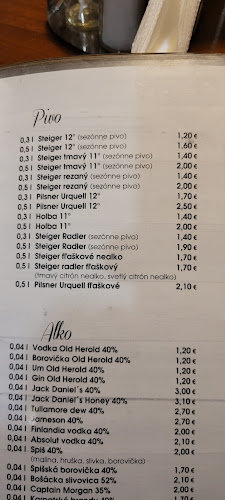 Pivo
0,3 l Steiger 12° (sezónne pivo) 1,20 €
0,5 l Steiger 12° (sezónne pivo) 1,60 €
0,3 l Steiger tmavý 11° (sezónne pivo) 1,40 €
0,5 l Steiger tmavý 11° (sezónne pivo) 2,00 €
0,3 l Steiger rezaný (sezónne pivo) 1,40 €
0,5 l Steiger rezaný (sezónne pivo) 2,00 €
0,3 l Pilsner Urquell 12° 1,70 €
0,5 l Pilsner Urquell 12° 2,50 €
0,3 l Holba 11° 1,40 €
0,5 l Holba 11° 2,00 €
0,3 l Steiger Radler (sezónne pivo) 1,40 €
0,5 l Steiger Radler (sezónne pivo) 1,90 €
0,5 l Steiger fľaškový nealko 1,70 €
0,5 l Steiger radler fľaškový 1,70 €
(tmavý citrón nealko, svetlý citrón nealko)
0,5 l Pilsner Urquell fľaškové 2,10 €
Alko
0,04 l Vodka Old Herold 40% 1,20 €
0,04 l Borovička Old Herold 40% 1,20 €
0,04 l Um Old Herold 40% 1,20 €
0,04 l Gin Old Herold 40% 1,20 €
0,04 l Jack Daniel´s 40% 3,00 €
0,04 l Jack Daniel´s Honey 40% 3,10 €
0,04 l Tullamore dew 40% 2,70 €
0,04 l Jameson 40% 2,70 €
0,04 l Finlandia vodka 40% 2,00 €
0,04 l Absolut vodka 40% 2,10 €
0,04 l Spiš 40% 2,10 €
(malina, hruška, slivka, borovička)
0,04 l Spišská borovička 40% 1,70 €
0,04 l Bošácka slivovica 52% 2,10 €
0,04 l Captain Morgan 35% 2,00 €
0,04 l 40%